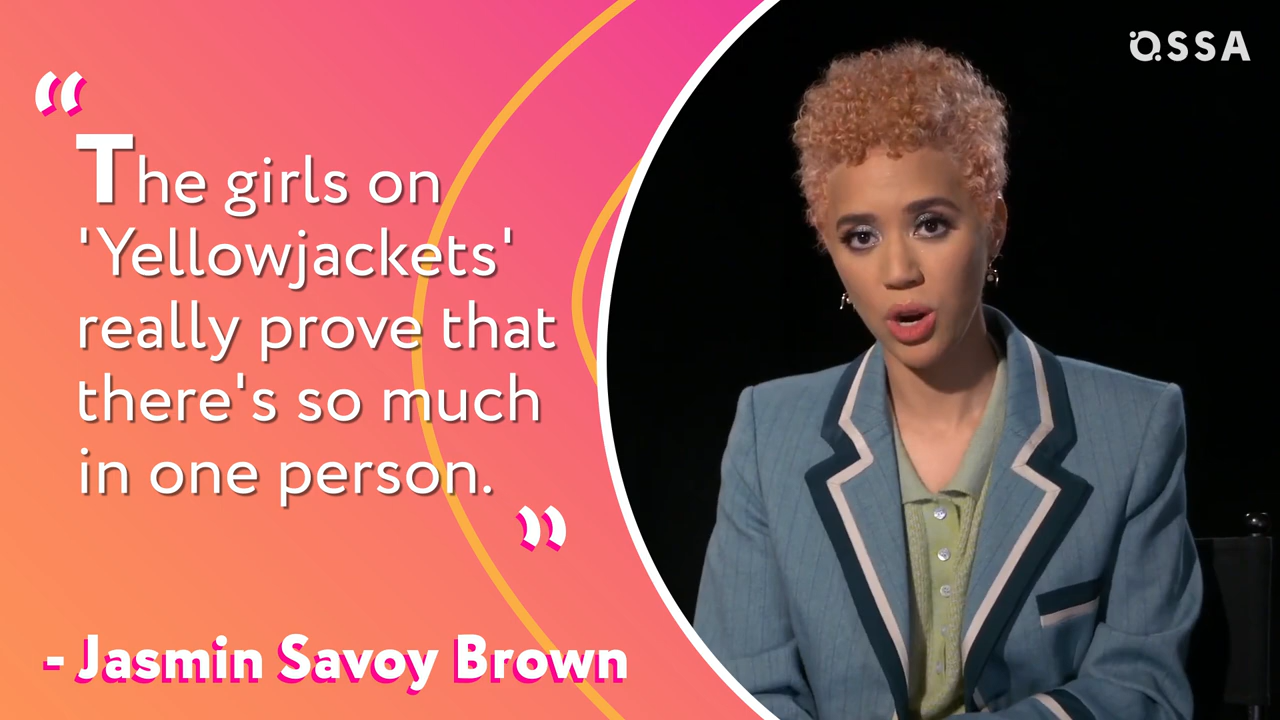 “
The girls on
'Yellowjackets'
really prove that
there's so much
in one person.
”
- Jasmin Savoy Brown
OSSA